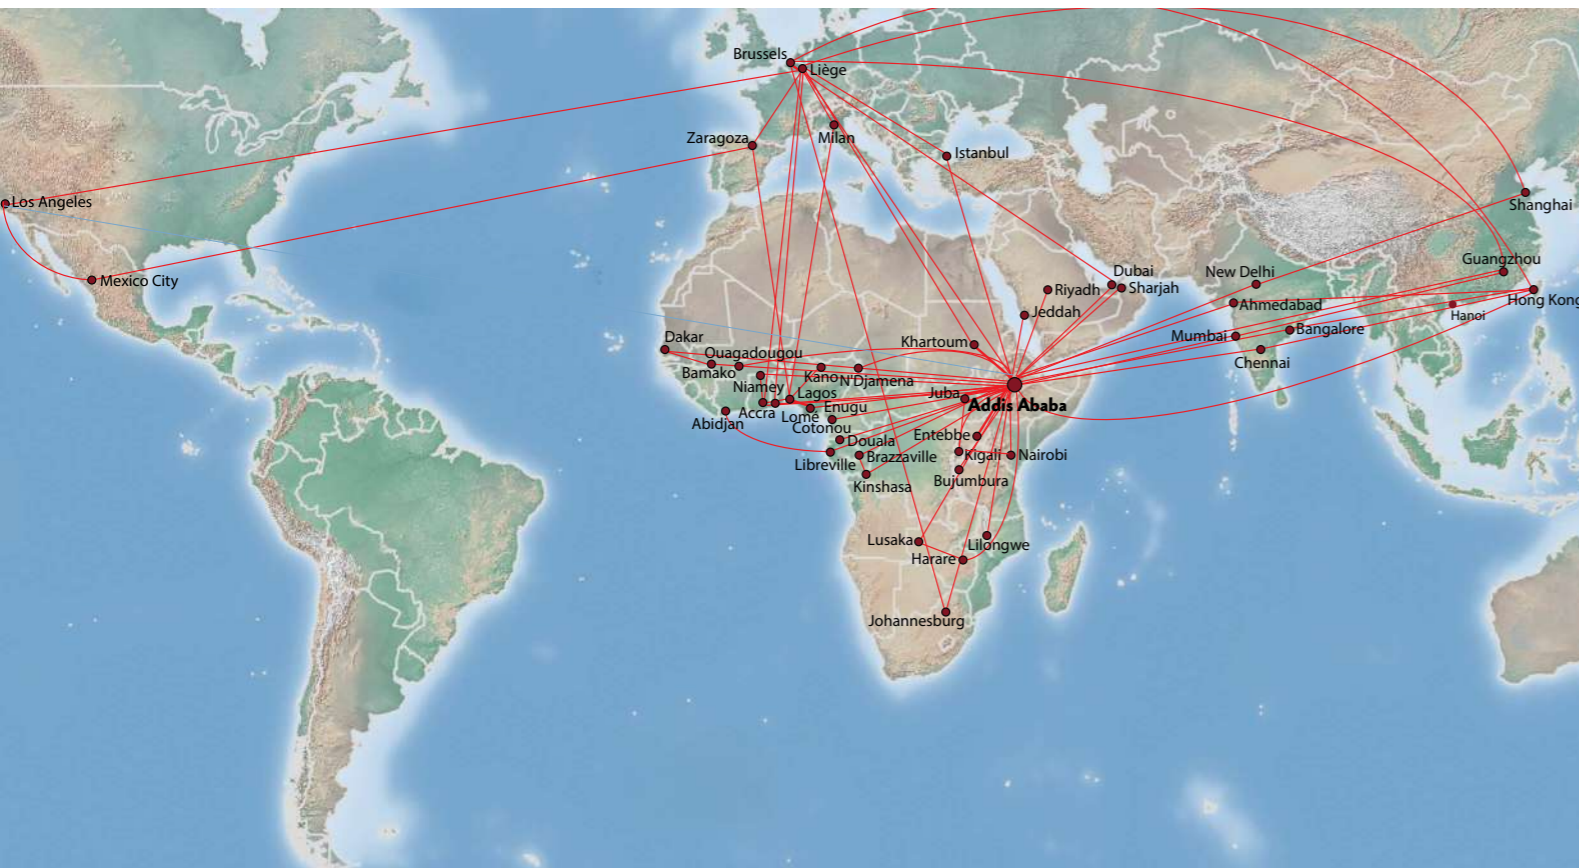 Brussels
Liège
Zaragoza
Milan
Istanbul
Los Angeles
Mexico City
Shanghai
Guangzhou
Hong Kong
Hanoi
New Delhi
Ahmedabad
Mumbai
Bangalore
Chennai
Dubai
Sharjah
Riyadh
Jeddah
Khartoum
Dakar
Ouagadougou
Bamako
Niamey
Kano
N'Djamena
Lagos
Accra
Lomé
Enugu
Abidjan
Cotonou
Juba
Addis Ababa
Douala
Entebbe
Libreville
Brazzaville
Kigali
Nairobi
Kinshasa
Bujumbura
Lusaka
Lilongwe
Harare
Johannesburg